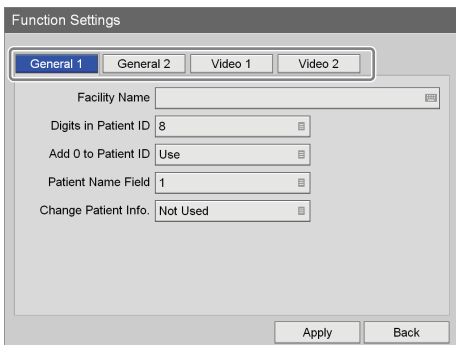 Function Settings
General 1 General 2 Video 1 Video 2
Facility Name
Digits in Patient ID 8
Add 0 to Patient ID Use
Patient Name Field 1
Change Patient Info. Not Used
Apply Back